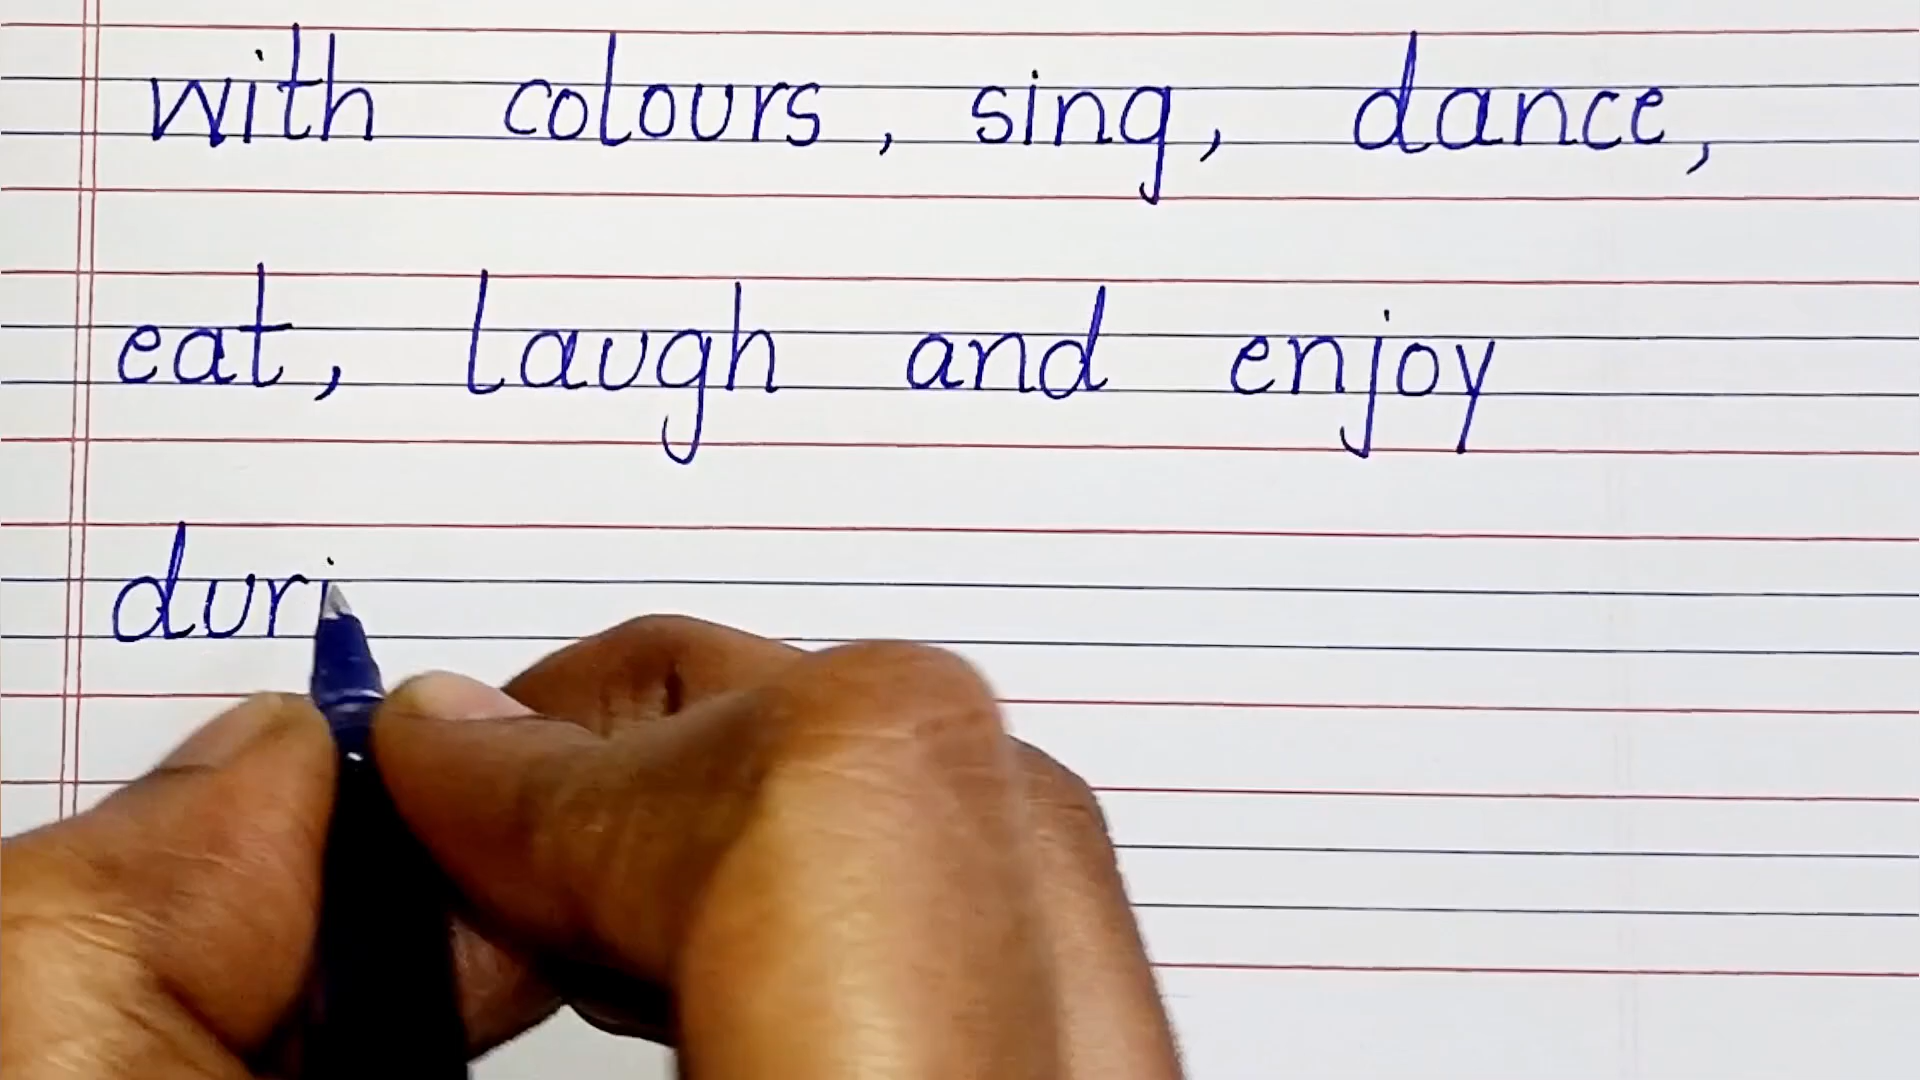 with colours, sing, dance,
eat, laugh and enjoy
duri